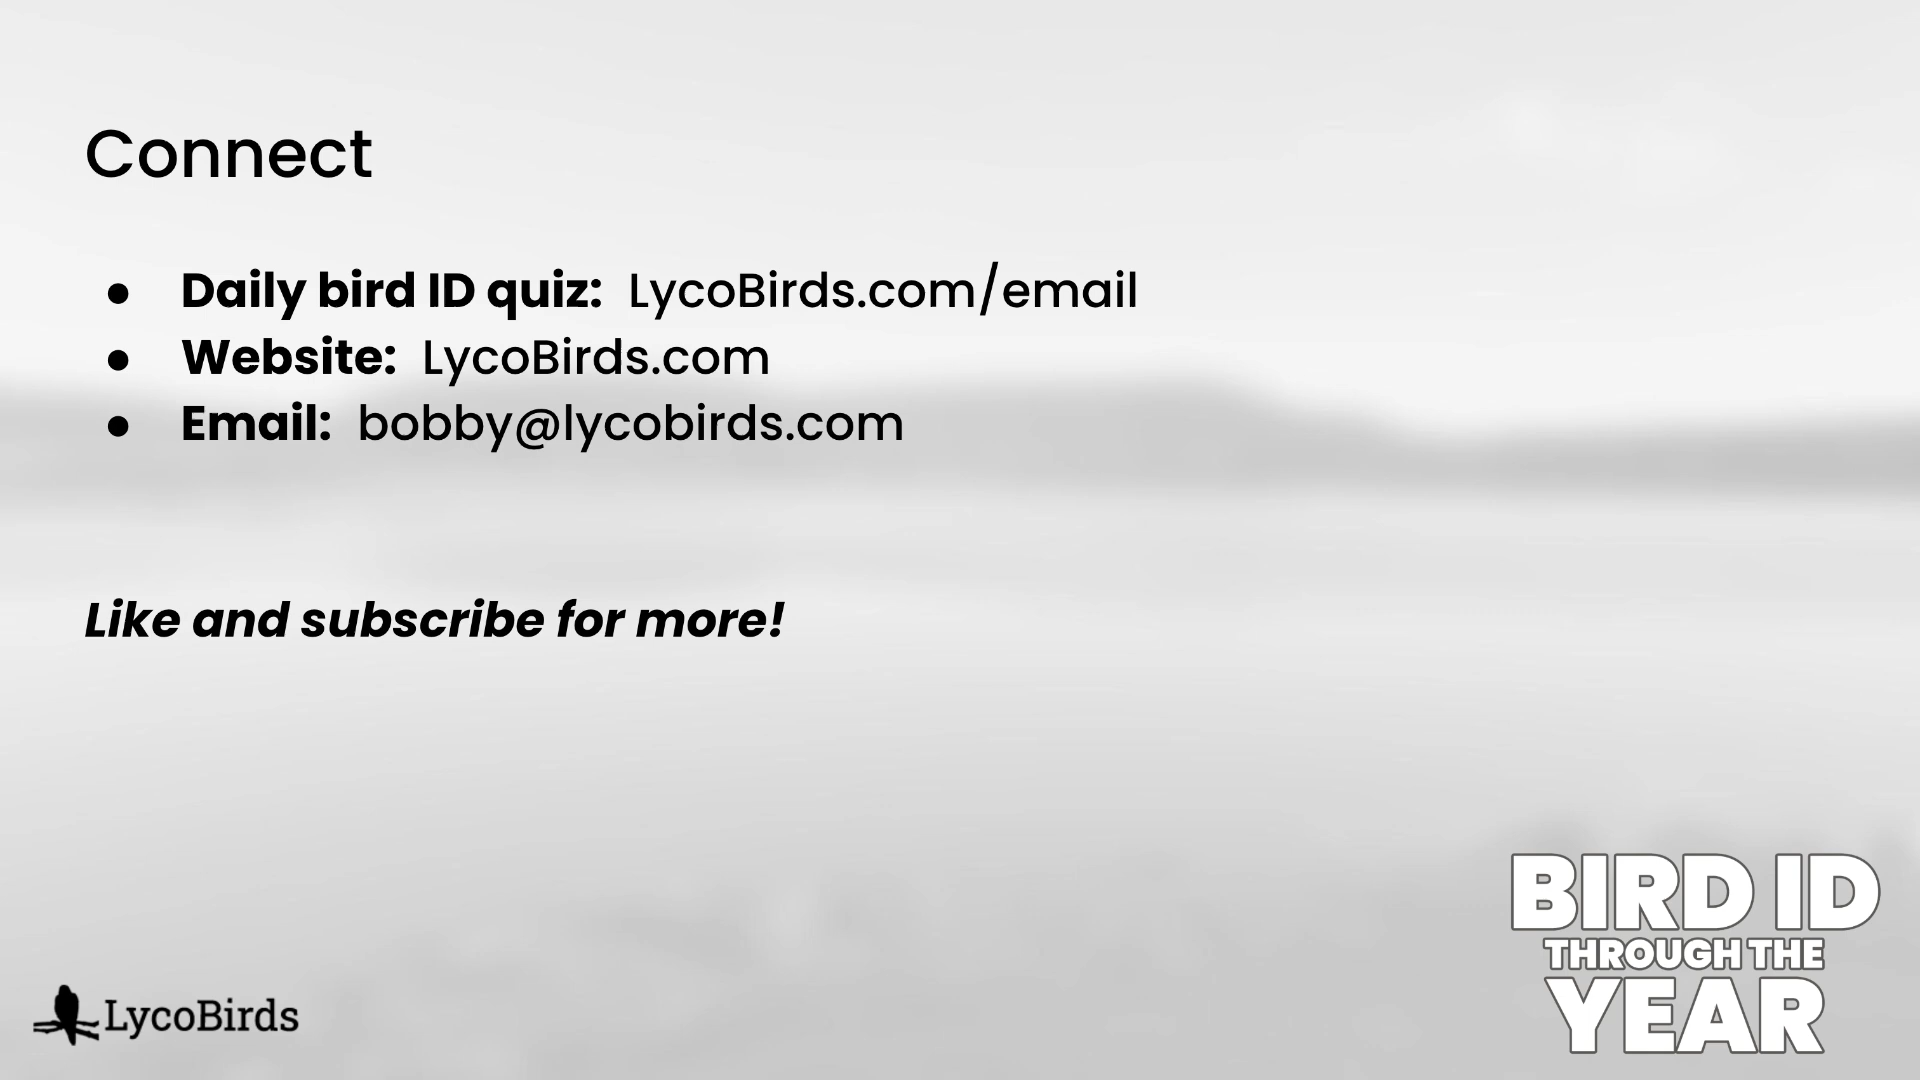 Connect
● Daily bird ID quiz: LycoBirds.com/email
● Website: LycoBirds.com
● Email: bobby@lycobirds.com
Like and subscribe for more!
LycoBirds
BIRD ID
THROUGH THE
YEAR